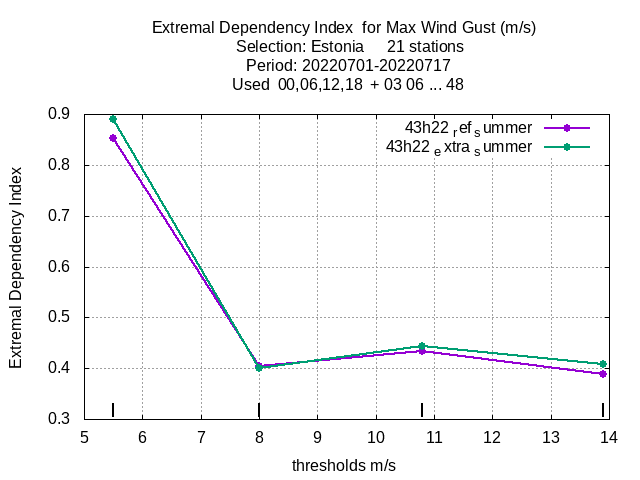 Extremal Dependency Index  for Max Wind Gust (m/s)
Selection: Estonia     21 stations
Period: 20220701-20220717
Used  00,06,12,18  + 03 06 ... 48
43h22 ref summer
43h22 extra summer
0.9
0.8
0.7
0.6
0.5
0.4
0.3
Extremal Dependency Index
5 6 7 8 9 10 11 12 13 14
thresholds m/s